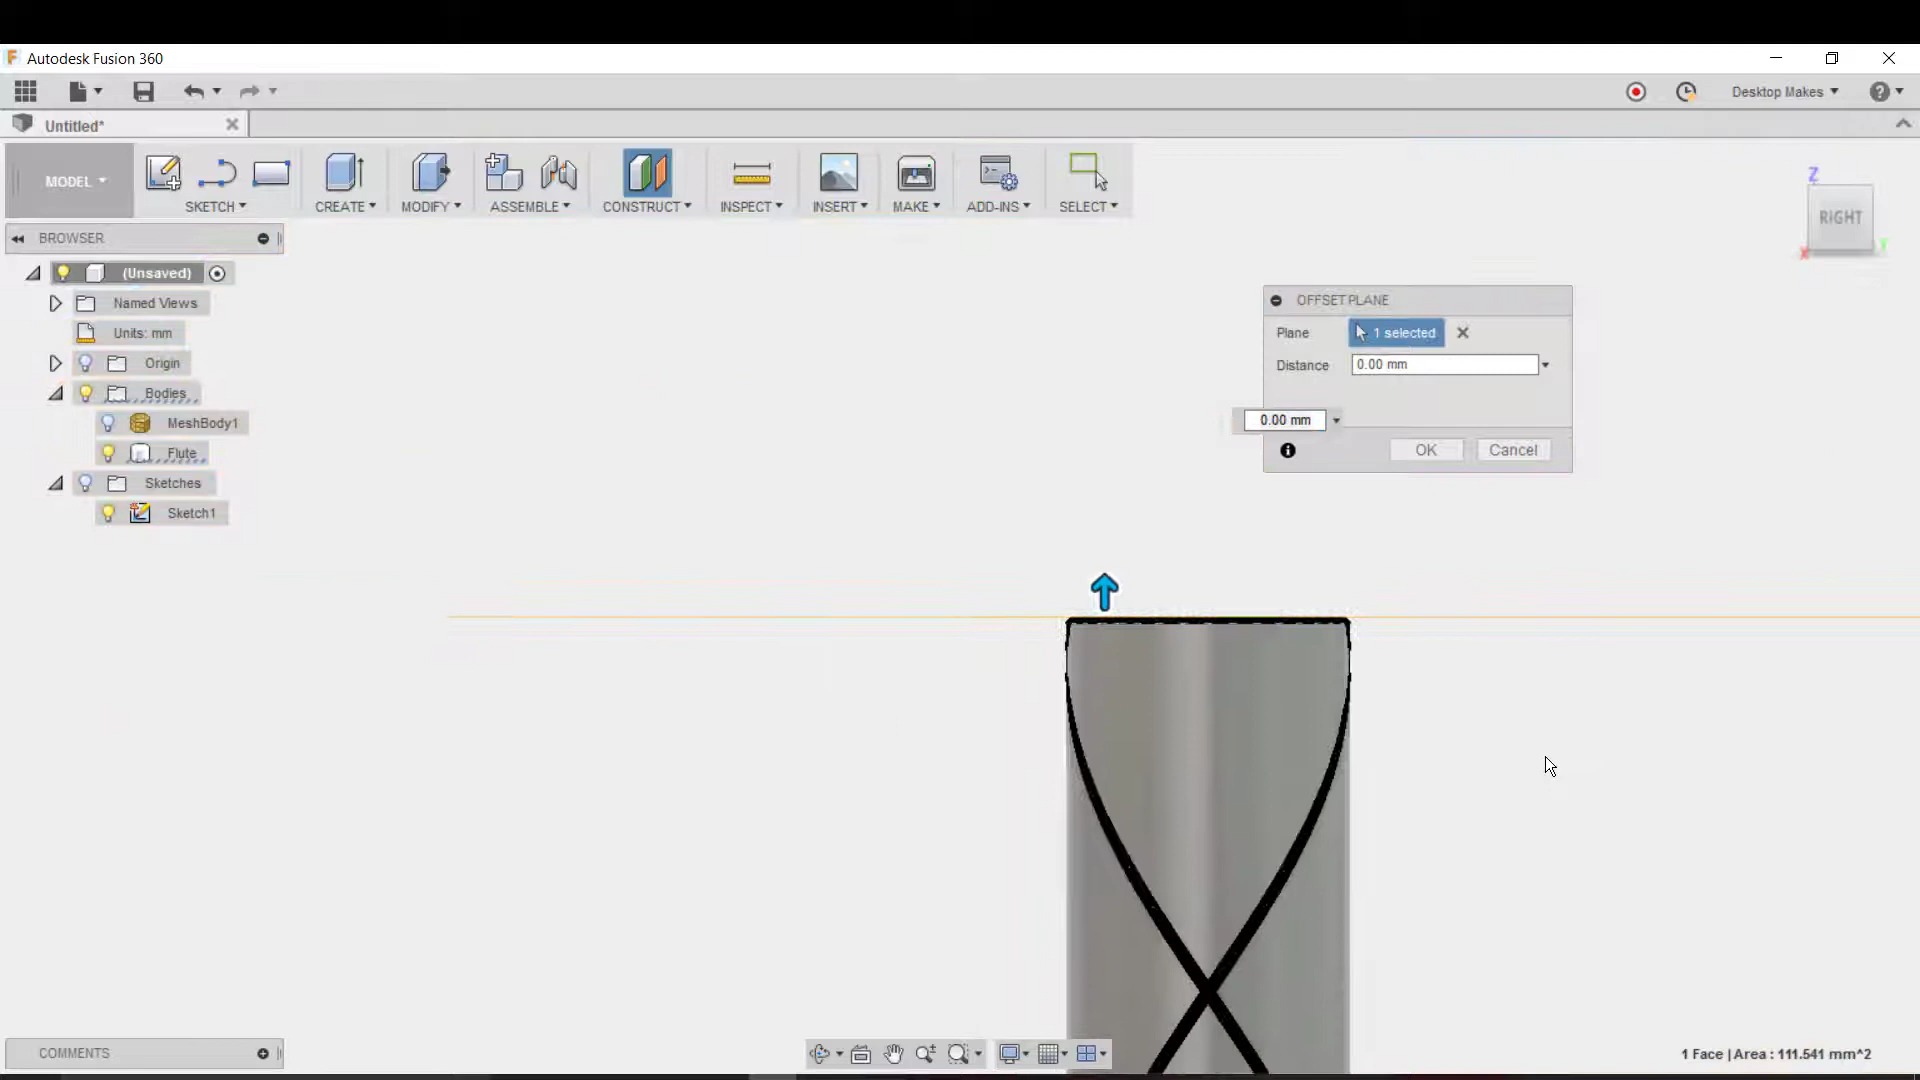 Autodesk Fusion 360
Desktop Makes
Untitled*
MODEL
SKETCH
CREATE
MODIFY
ASSEMBLE
CONSTRUCT
INSPECT
INSERT
MAKE
ADD-INS
SELECT
Z
RIGHT
X
Y
BROWSER
(Unsaved)
Named Views
Units: mm
Origin
Bodies
MeshBody1
Flute
Sketches
Sketch1
OFFSET PLANE
Plane 1 selected
Distance 0.00 mm
0.00 mm
OK Cancel
COMMENTS
1 Face | Area : 111.541 mm^2